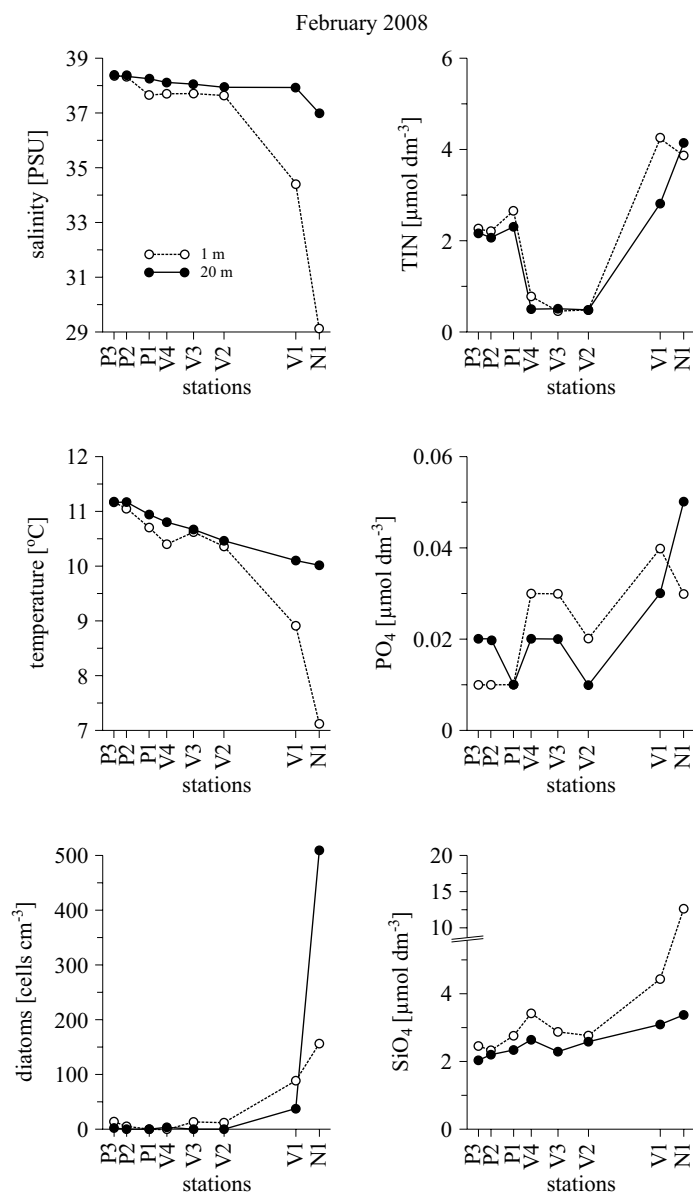 February 2008
39
37
35
33
31
29
salinity [PSU]
1 m
20 m
P3 P2 P1 V4 V3 V2 V1 N1
stations
6
4
2
0
TIN [µmol dm-3]
P3 P2 P1 V4 V3 V2 V1 N1
stations
12
11
10
9
8
7
temperature [ºC]
P3 P2 P1 V4 V3 V2 V1 N1
stations
0.06
0.04
0.02
0
PO4 [µmol dm-3]
P3 P2 P1 V4 V3 V2 V1 N1
stations
500
400
300
200
100
0
diatoms [cells cm-3]
P3 P2 P1 V4 V3 V2 V1 N1
stations
20
15
10
4
2
0
SiO4 [µmol dm-3]
P3 P2 P1 V4 V3 V2 V1 N1
stations